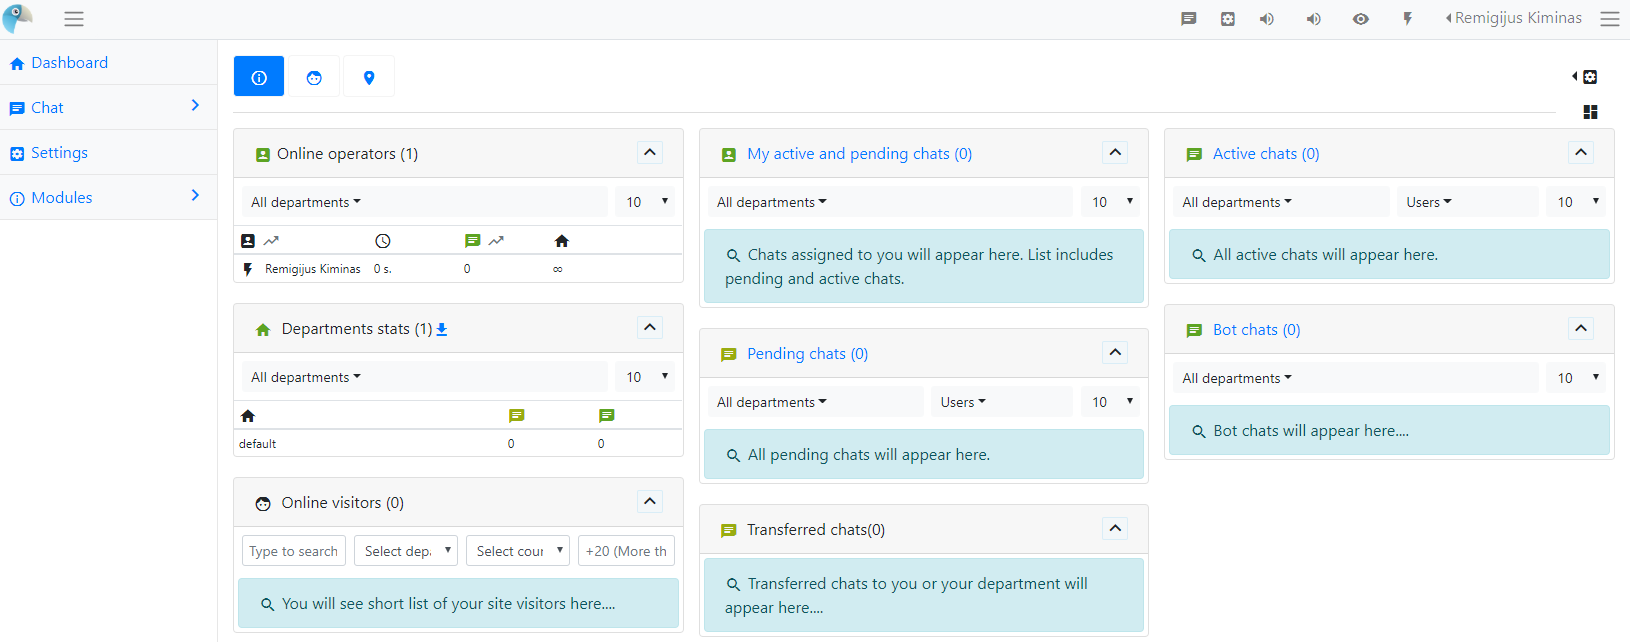 Remigijus Kiminas
Dashboard
Chat
Settings
Modules
Online operators (1)
All departments
10
Remigijus Kiminas 0 s. 0 ∞
Departments stats (1)
All departments
10
default 0 0
Online visitors (0)
Type to search
Select depa
Select cour
+20 (More th
You will see short list of your site visitors here....
My active and pending chats (0)
All departments
10
Chats assigned to you will appear here. List includes
pending and active chats.
Pending chats (0)
All departments
Users
10
All pending chats will appear here.
Transferred chats(0)
Transferred chats to you or your department will
appear here....
Active chats (0)
All departments
Users
10
All active chats will appear here.
Bot chats (0)
All departments
10
Bot chats will appear here....